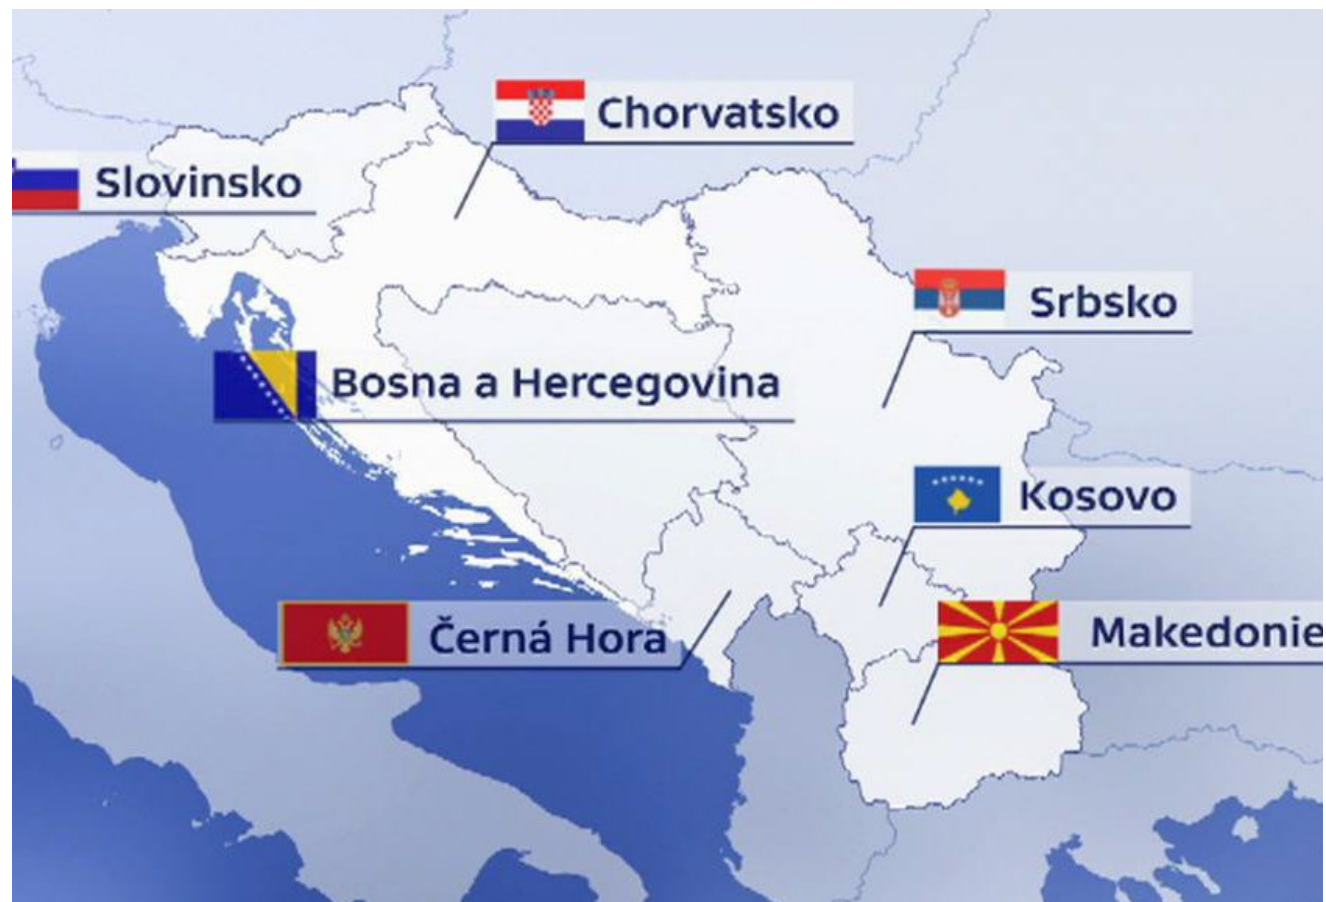 Chorvatsko
Slovinsko
Srbsko
Bosna a Hercegovina
Kosovo
Černá Hora
Makedonie